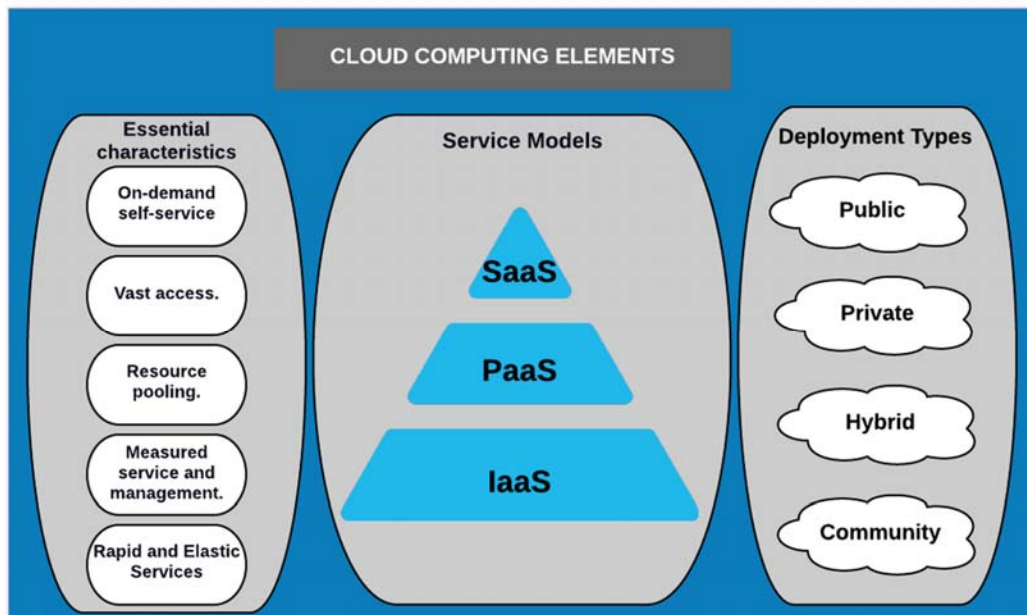 CLOUD COMPUTING ELEMENTS
Essential
characteristics
On-demand
self-service
Vast access.
Resource
pooling.
Measured
service and
management.
Rapid and Elastic
Services
Service Models
SaaS
PaaS
IaaS
Deployment Types
Public
Private
Hybrid
Community